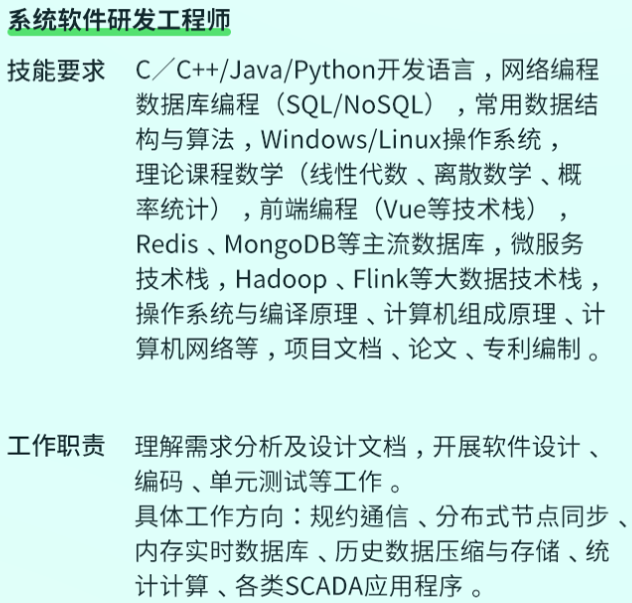 系统软件研发工程师
技能要求 C／C++/Java/Python开发语言，网络编程
数据库编程（SQL/NoSQL），常用数据结
构与算法，Windows/Linux操作系统，
理论课程数学（线性代数、离散数学、概
率统计），前端编程（Vue等技术栈），
Redis、MongoDB等主流数据库，微服务
技术栈，Hadoop、Flink等大数据技术栈，
操作系统与编译原理、计算机组成原理、计
算机网络等，项目文档、论文、专利编制。
工作职责 理解需求分析及设计文档，开展软件设计、
编码、单元测试等工作。
具体工作方向：规约通信、分布式节点同步、
内存实时数据库、历史数据压缩与存储、统
计计算、各类SCADA应用程序。